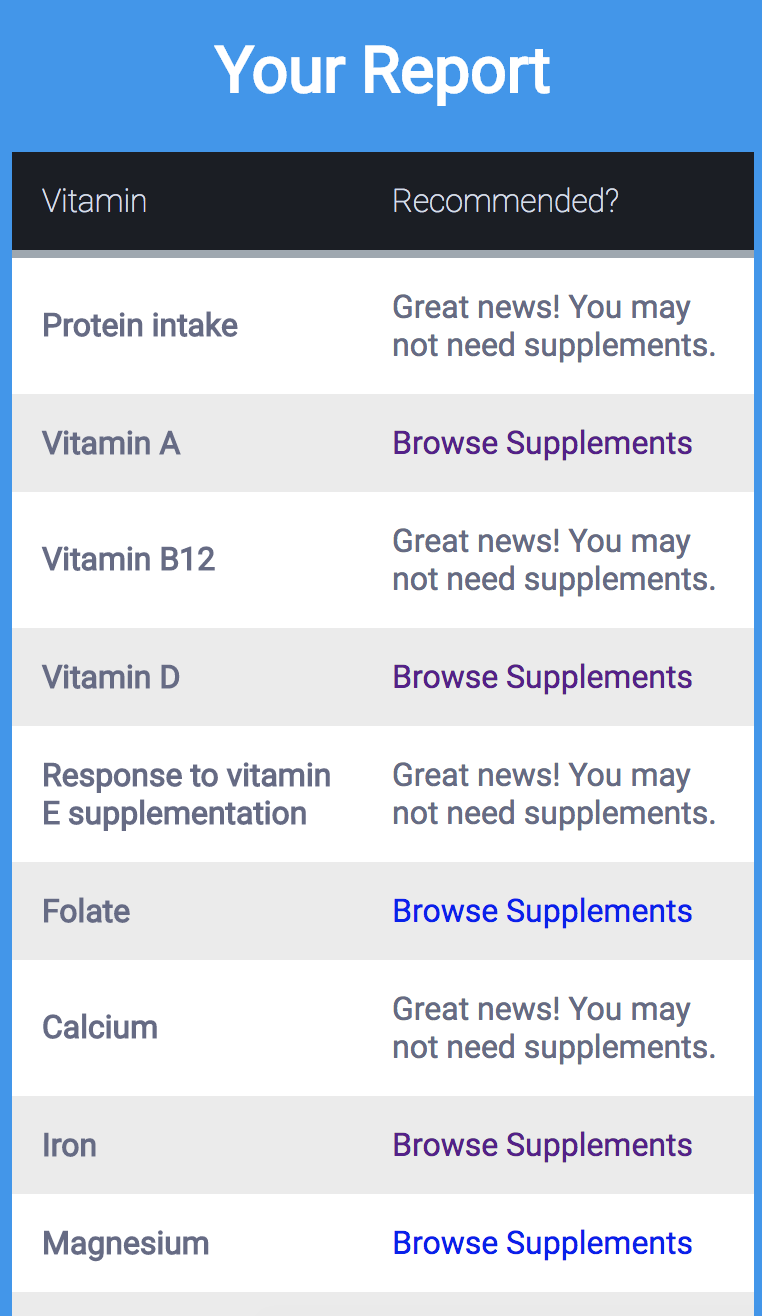 Your Report
Vitamin Recommended?
Protein intake
Great news! You may
not need supplements.
Vitamin A Browse Supplements
Vitamin B12
Great news! You may
not need supplements.
Vitamin D Browse Supplements
Response to vitamin
E supplementation
Great news! You may
not need supplements.
Folate Browse Supplements
Calcium
Great news! You may
not need supplements.
Iron Browse Supplements
Magnesium Browse Supplements